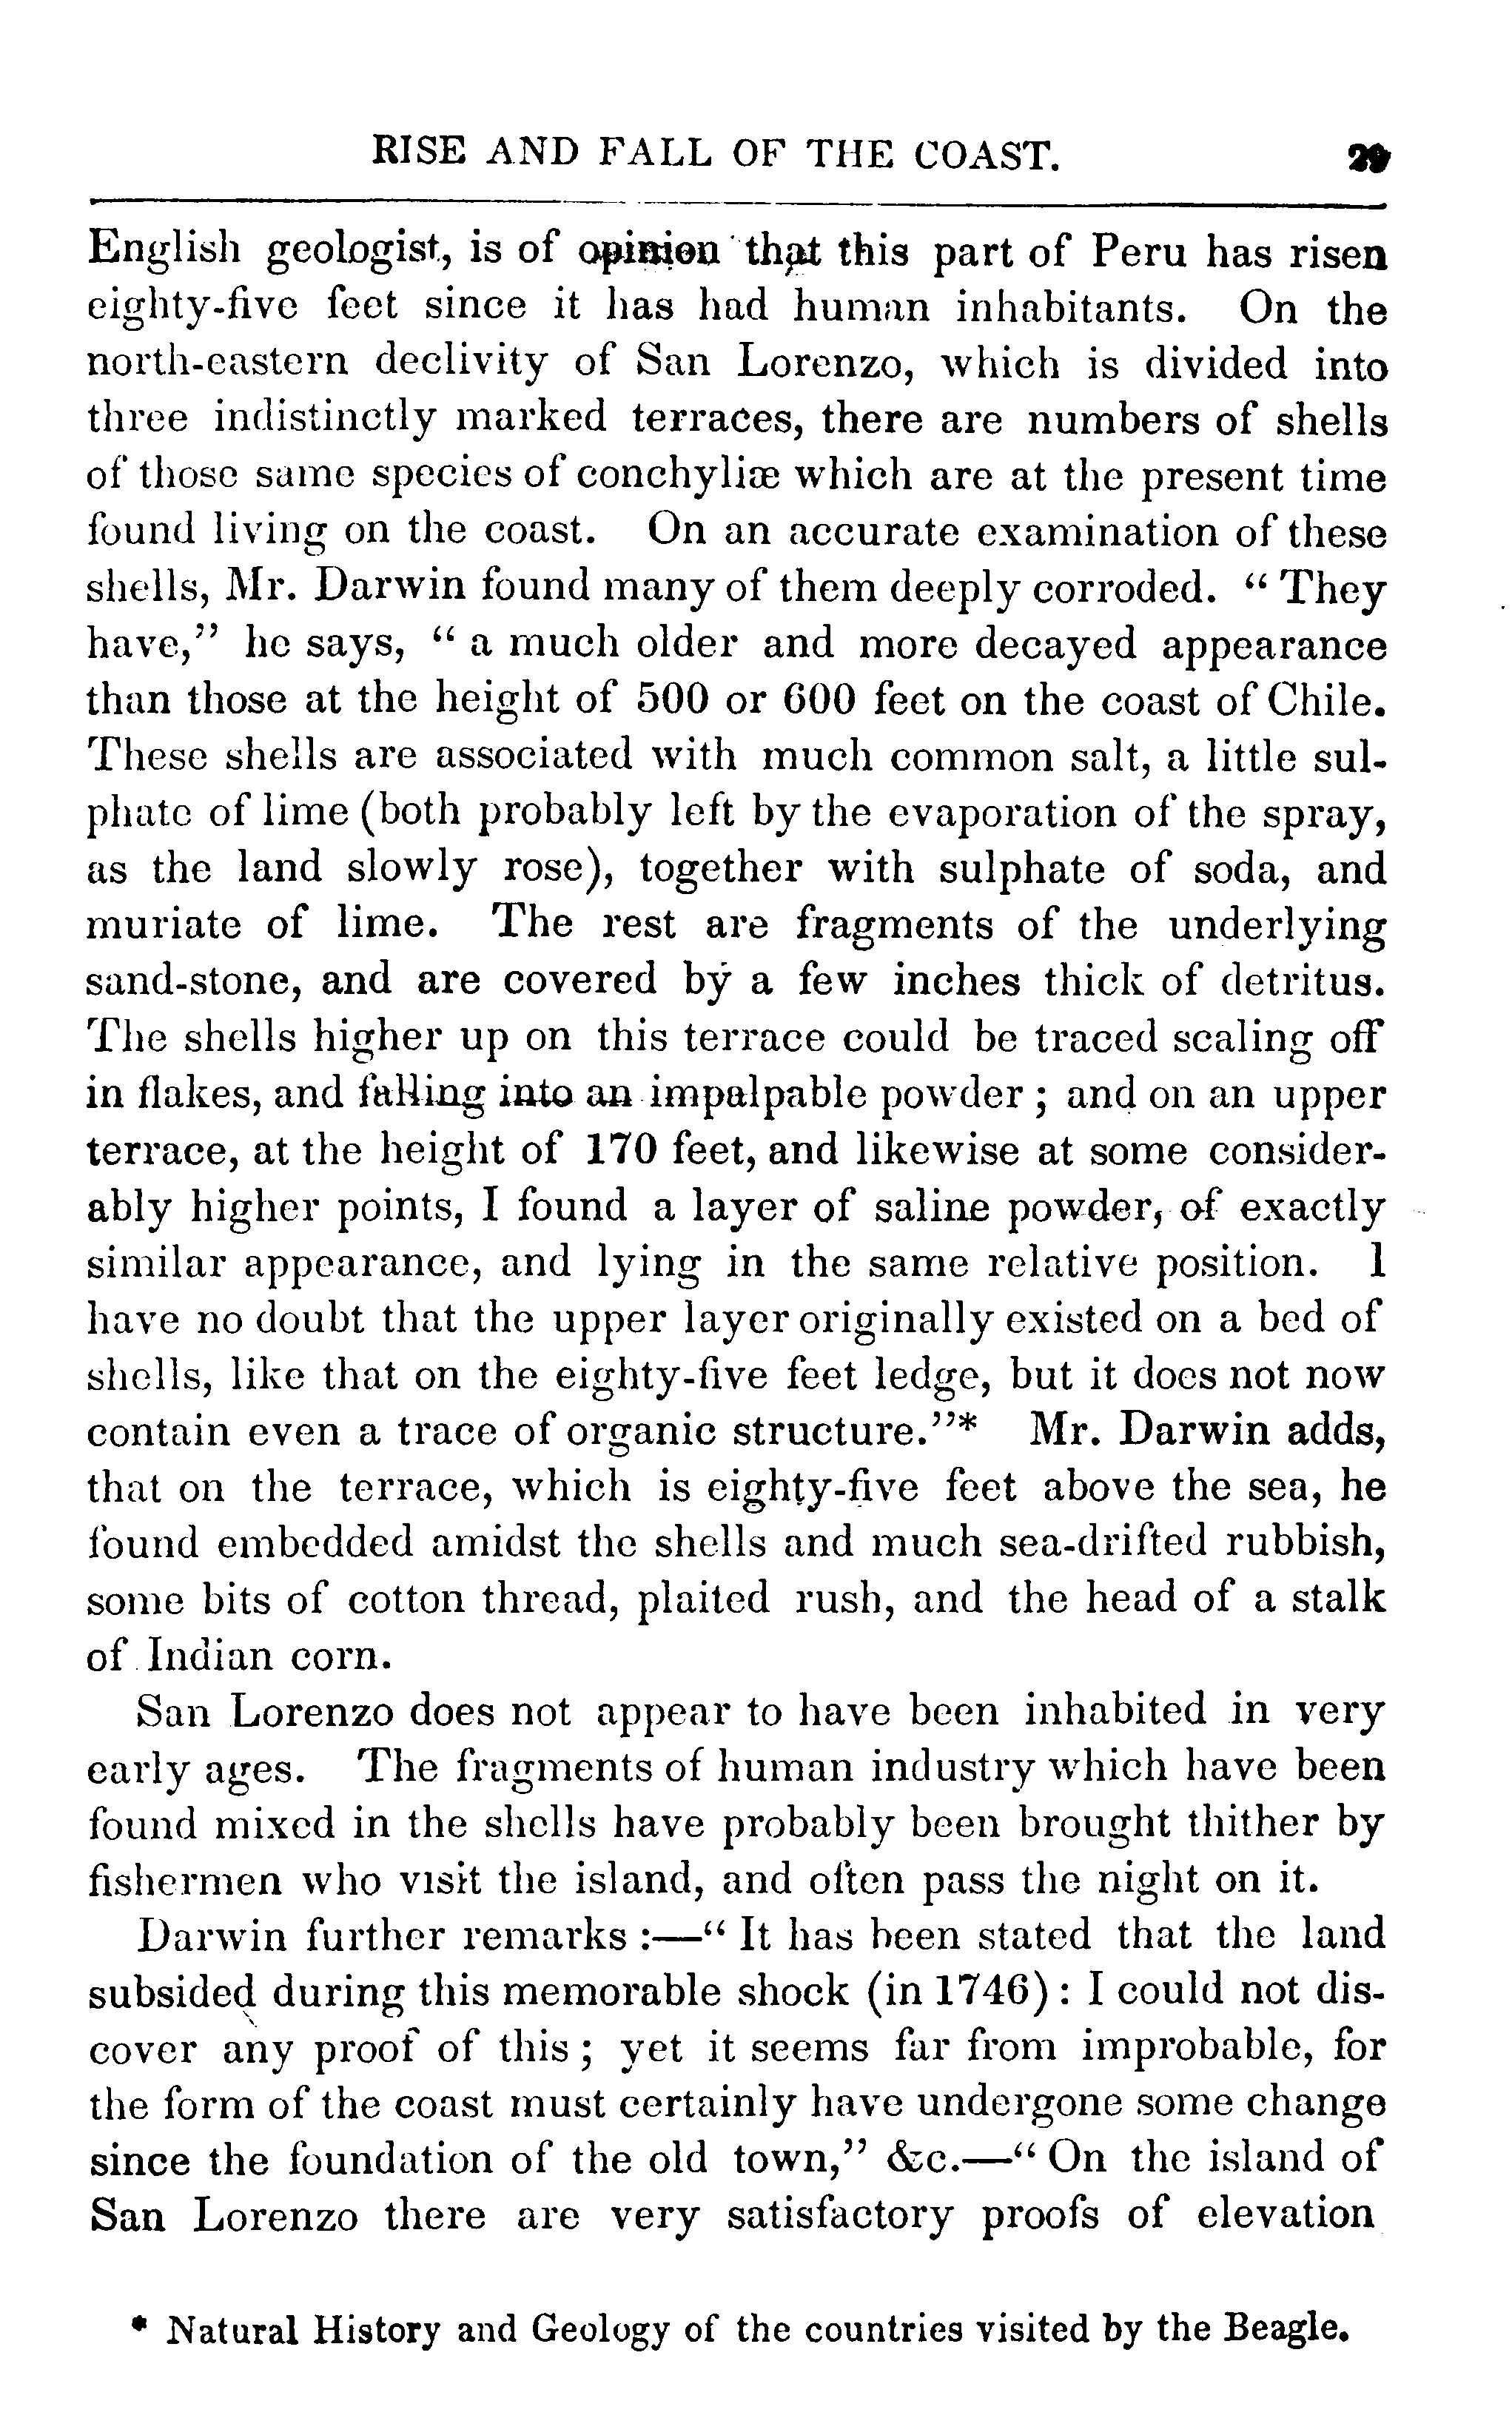 RISE AND FALL OF THE COAST. 29
English geologist, is of opinion that this part of Peru has risen
eighty-five feet since it has had human inhabitants. On the
north-eastern declivity of San Lorenzo, which is divided into
three indistinctly marked terraces, there are numbers of shells
of those same species of conchyliæ which are at the present time
found living on the coast. On an accurate examination of these
shells, Mr. Darwin found many of them deeply corroded. “ They
have,” he says, “ a much older and more decayed appearance
than those at the height of 500 or 600 feet on the coast of Chile.
These shells are associated with much common salt, a little sul-
phate of lime (both probably left by the evaporation of the spray,
as the land slowly rose), together with sulphate of soda, and
muriate of lime. The rest are fragments of the underlying
sand-stone, and are covered by a few inches thick of detritus.
The shells higher up on this terrace could be traced scaling off
in flakes, and falling into an impalpable powder ; and on an upper
terrace, at the height of 170 feet, and likewise at some consider-
ably higher points, I found a layer of saline powder, of exactly
similar appearance, and lying in the same relative position. I
have no doubt that the upper layer originally existed on a bed of
shells, like that on the eighty-five feet ledge, but it does not now
contain even a trace of organic structure.”* Mr. Darwin adds,
that on the terrace, which is eighty-five feet above the sea, he
found embedded amidst the shells and much sea-drifted rubbish,
some bits of cotton thread, plaited rush, and the head of a stalk
of Indian corn.
San Lorenzo does not appear to have been inhabited in very
early ages. The fragments of human industry which have been
found mixed in the shells have probably been brought thither by
fishermen who visit the island, and often pass the night on it.
Darwin further remarks :—“ It has been stated that the land
subsided during this memorable shock (in 1746) : I could not dis-
cover any proof of this ; yet it seems far from improbable, for
the form of the coast must certainly have undergone some change
since the foundation of the old town,” &c.—“ On the island of
San Lorenzo there are very satisfactory proofs of elevation
* Natural History and Geology of the countries visited by the Beagle.